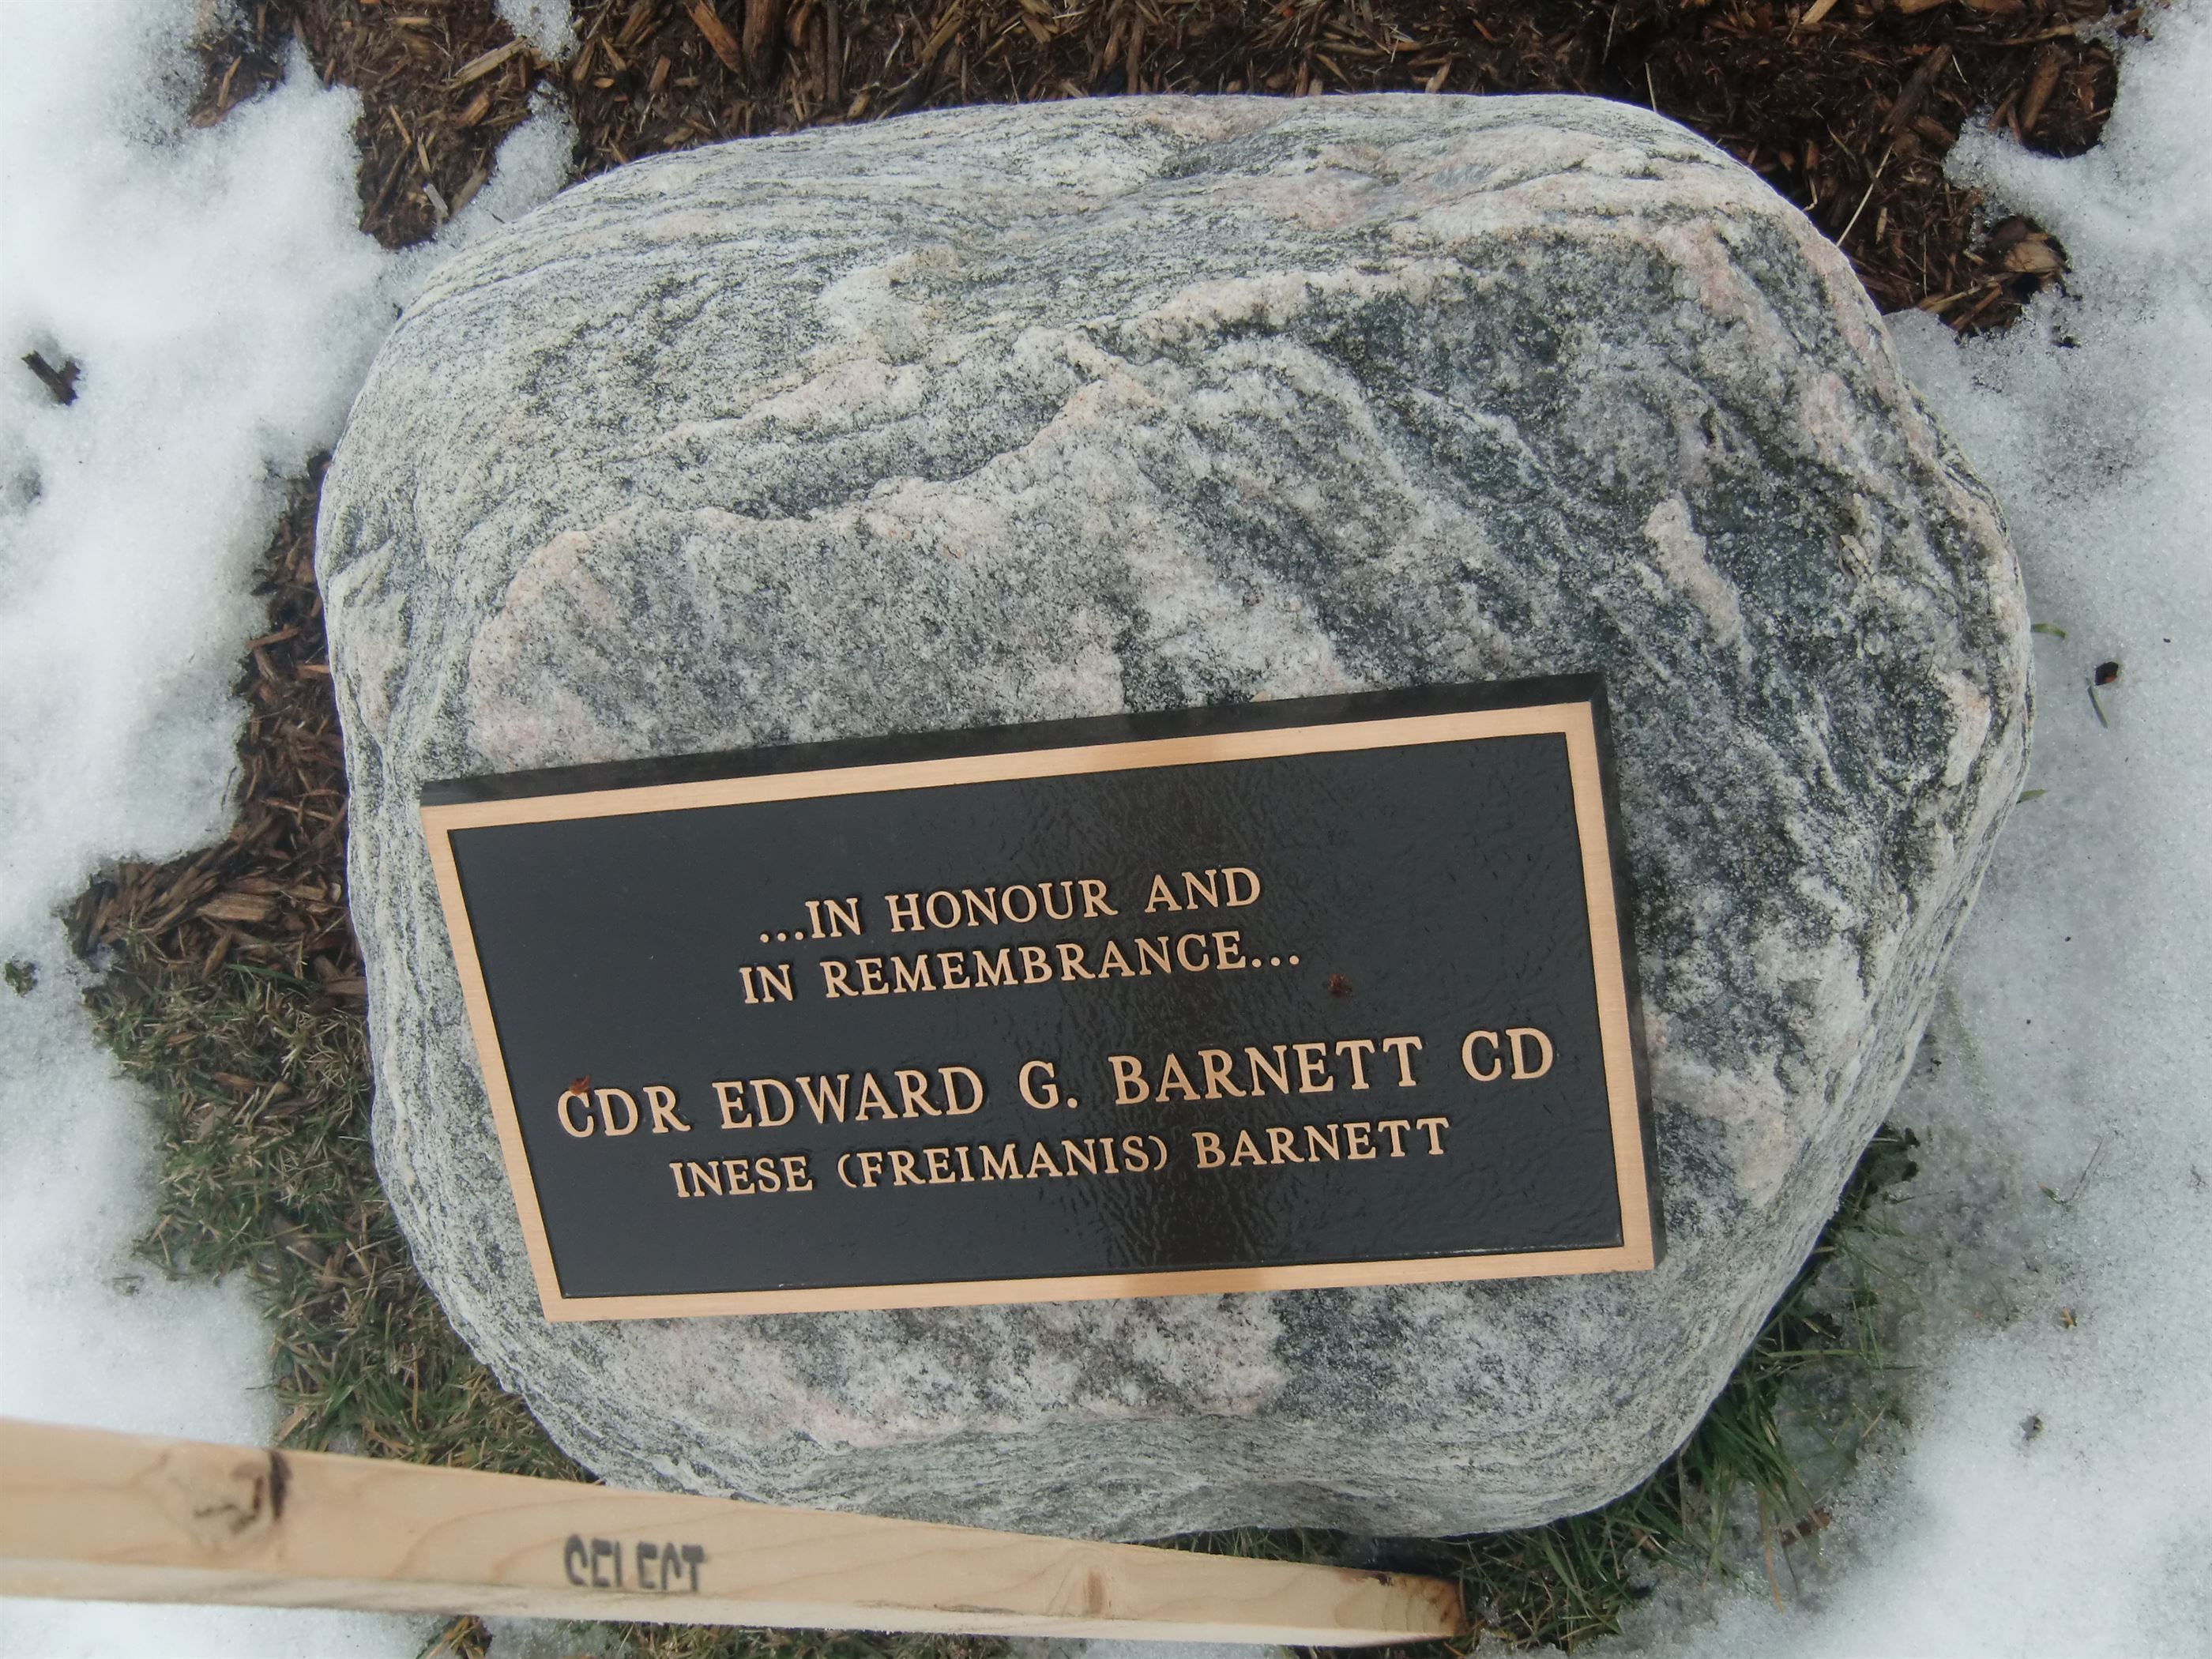 ...IN HONOUR AND
IN REMEMBRANCE...
CDR EDWARD G. BARNETT CD
INESE (FREIMANIS) BARNETT
SELECT